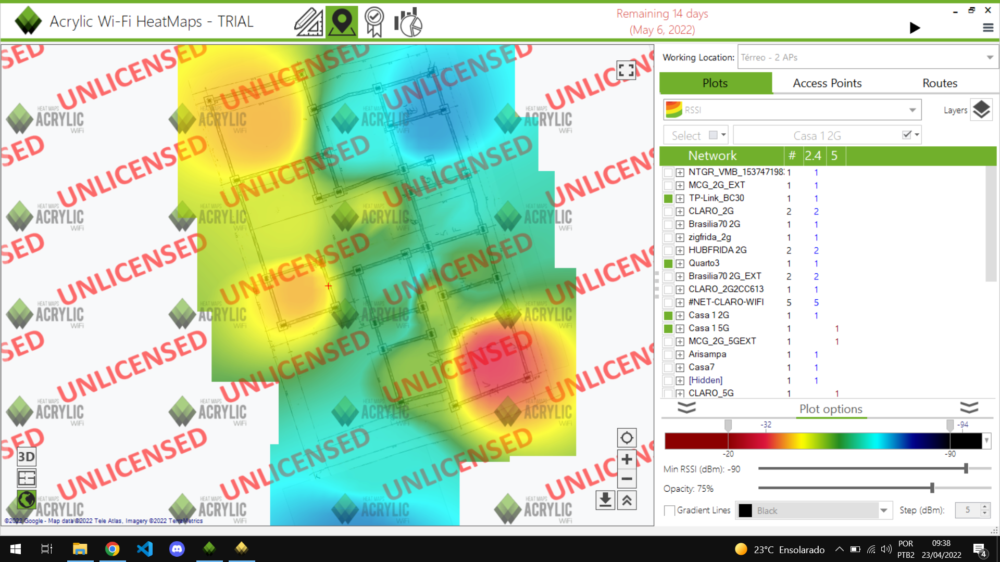 Acrylic Wi-Fi HeatMaps - TRIAL
Remaining 14 days
(May 6, 2022)
Working Location: Térreo - 2 APs
Plots Access Points Routes
RSSI Layers
Select Casa 1 2G
Network # 2.4 5
NTGR_VMB_1537471983 1 1
MCG_2G_EXT 1 1
TP-Link_BC30 1 1
CLARO_2G 2 2
Brasilia70 2G 1 1
zigfrida_2g 1 1
HUBFRIDA 2G 2 2
Quarto3 1 1
Brasilia70 2G_EXT 2 2
CLARO_2G2CC613 1 1
#NET-CLARO-WIFI 5 5
Casa 1 2G 1 1
Casa 1 5G 1 1
MCG_2G_5GEXT 1 1
Arisampa 1 1
Casa7 1 1
[Hidden] 1 1
CLARO_5G 1 1
Plot options
-32 -94
-20 -90
Min RSSI (dBm): -90
Opacity: 75%
Gradient Lines Black Step (dBm): 5
UNLICENSED
HEAT MAPS
ACRYLIC
WiFi
3D
©2022 Google - Map data ©2022 Tele Atlas, Imagery ©2022 TerraMetrics
23°C Ensolarado
POR
PTB2
09:38
23/04/2022
4